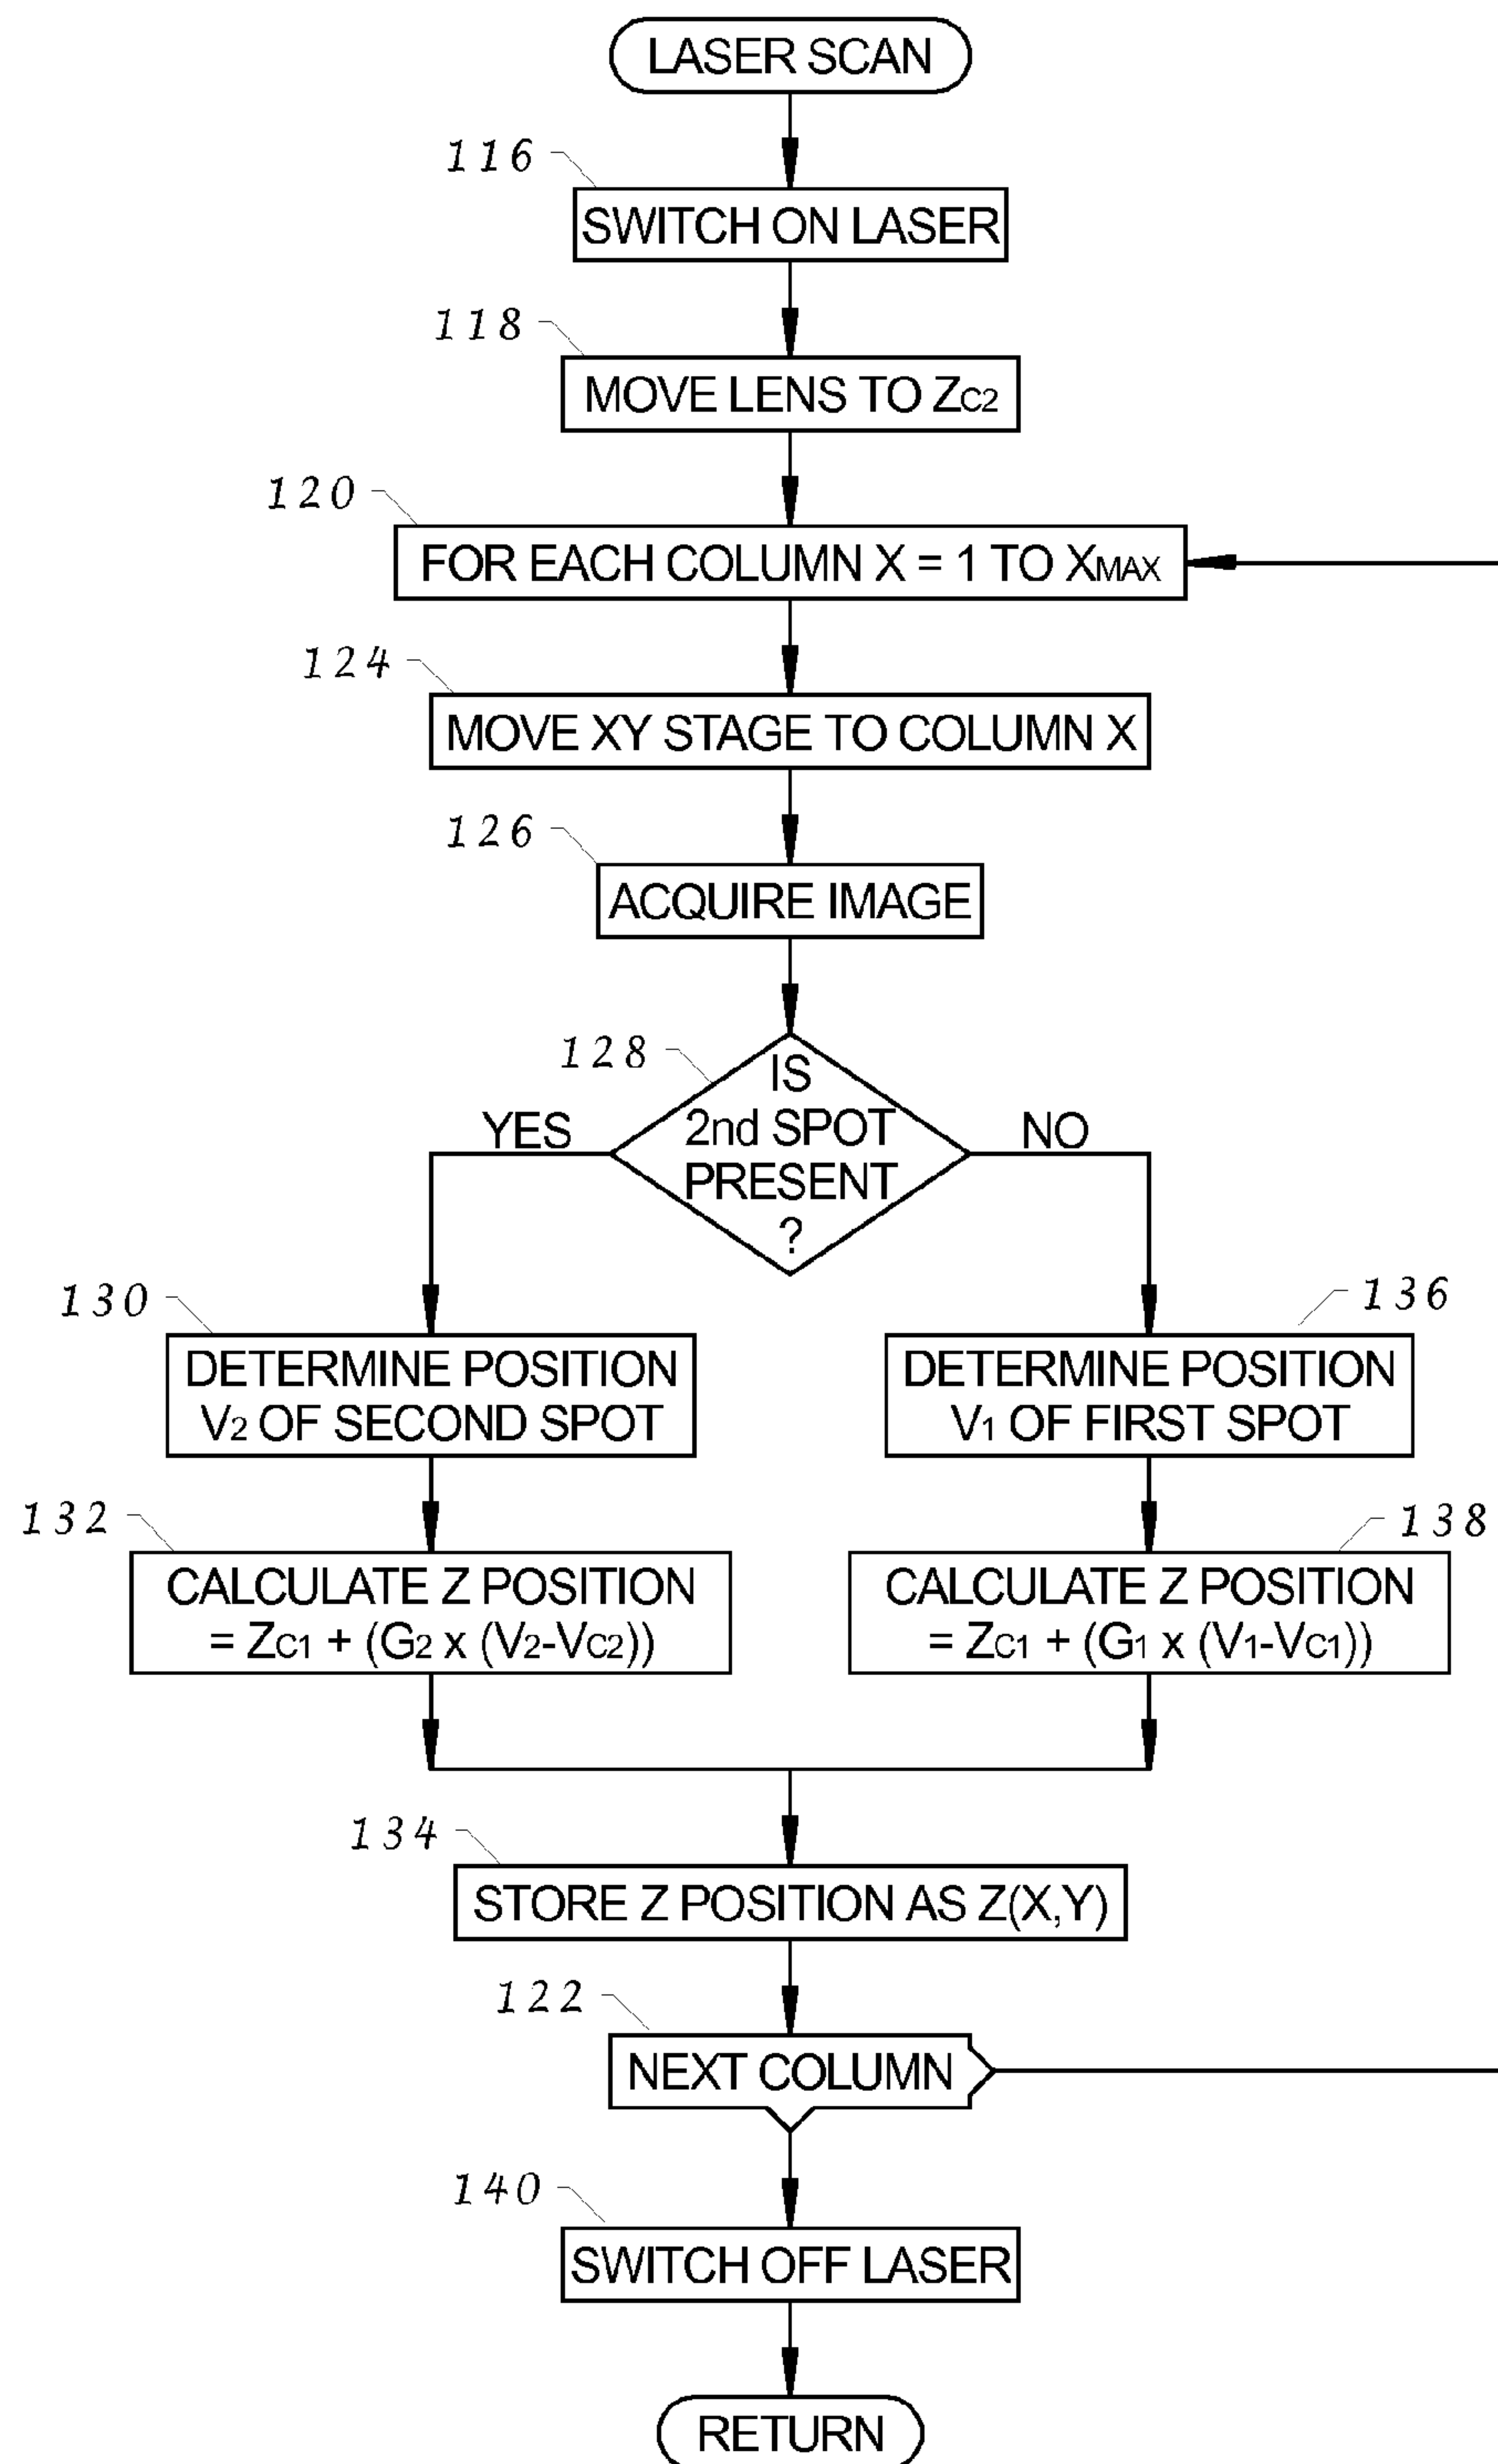 LASER SCAN
116
SWITCH ON LASER
118
MOVE LENS TO ZC2
120
FOR EACH COLUMN X = 1 TO XMAX
124
MOVE XY STAGE TO COLUMN X
126
ACQUIRE IMAGE
128
IS
2nd SPOT
PRESENT
?
YES
NO
130
DETERMINE POSITION
V2 OF SECOND SPOT
136
DETERMINE POSITION
V1 OF FIRST SPOT
132
CALCULATE Z POSITION
= ZC1 + (G2 x (V2-VC2))
138
CALCULATE Z POSITION
= ZC1 + (G1 x (V1-VC1))
134
STORE Z POSITION AS Z(X,Y)
122
NEXT COLUMN
140
SWITCH OFF LASER
RETURN